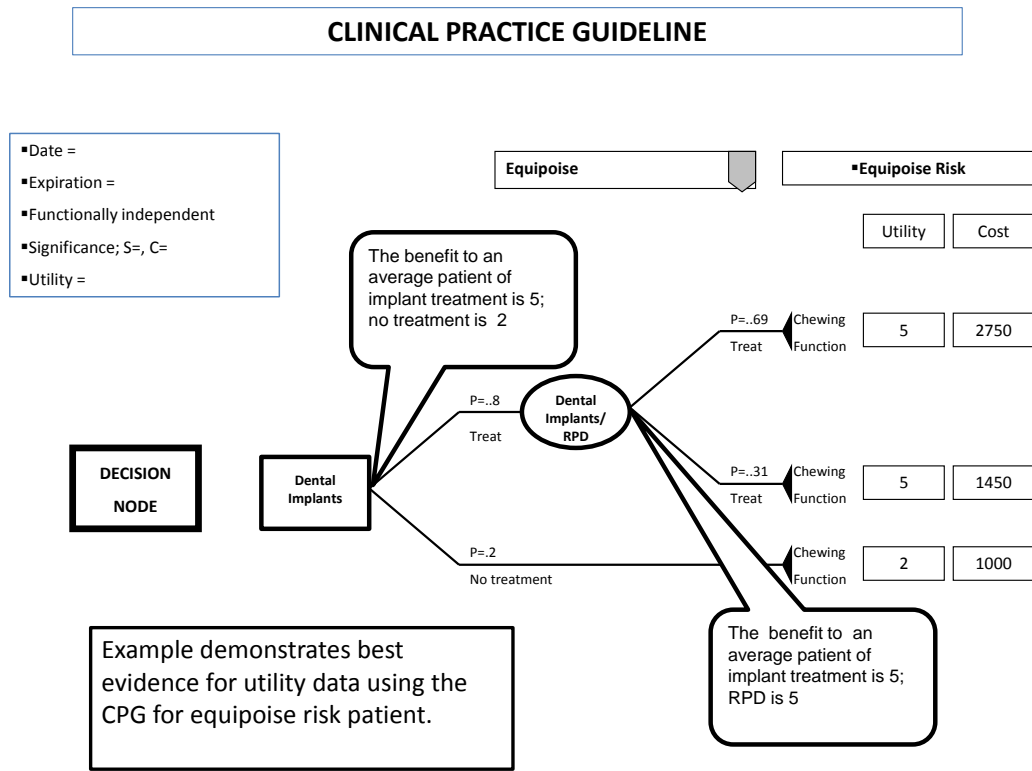 CLINICAL PRACTICE GUIDELINE
▪Date =
▪Expiration =
▪Functionally independent
▪Significance; S=, C=
▪Utility =
Equipoise
▪Equipoise Risk
Utility
Cost
The benefit to an
average patient of
implant treatment is 5;
no treatment is 2
P=..69
Treat
Chewing
Function
5
2750
P=..8
Treat
Dental
Implants/
RPD
DECISION
NODE
Dental
Implants
P=..31
Treat
Chewing
Function
5
1450
P=.2
No treatment
Chewing
Function
2
1000
Example demonstrates best
evidence for utility data using the
CPG for equipoise risk patient.
The benefit to an
average patient of
implant treatment is 5;
RPD is 5